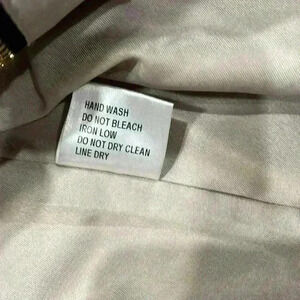 HAND WASH
DO NOT BLEACH
IRON LOW
DO NOT DRY CLEAN
LINE DRY